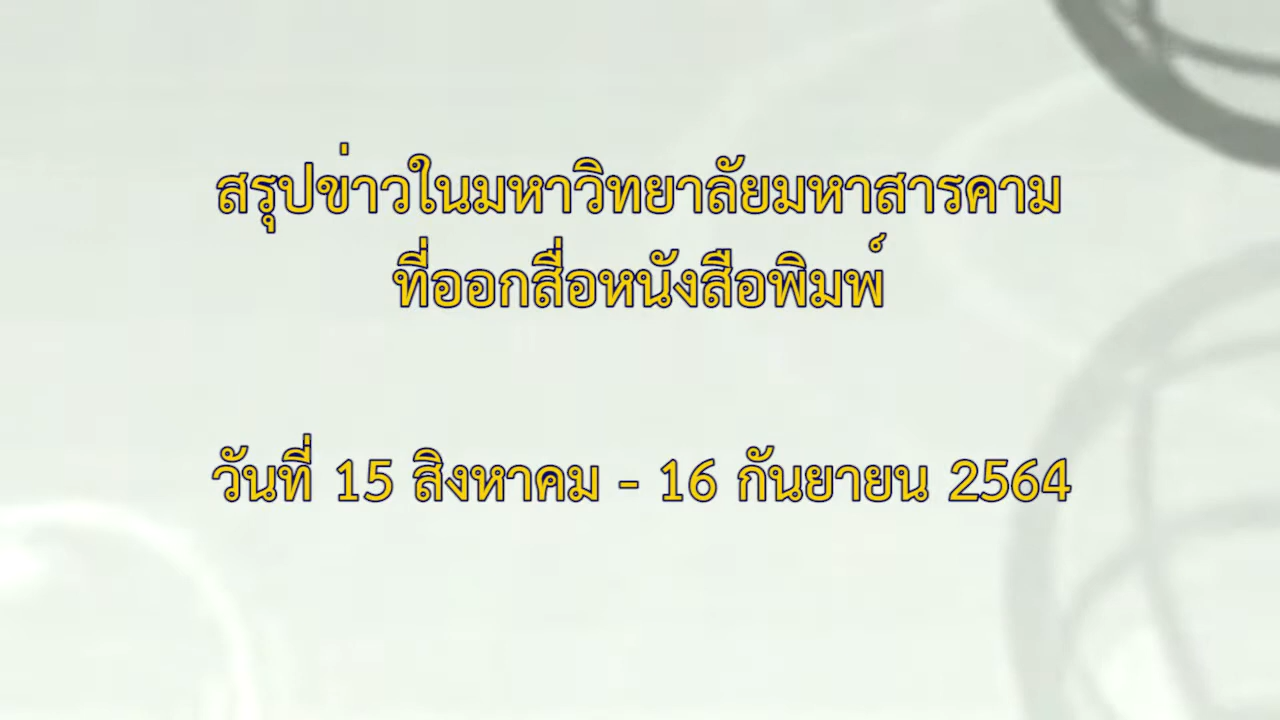 สรุปข่าวในมหาวิทยาลัยมหาสารคาม
ที่ออกสื่อหนังสือพิมพ์
วันที่ 15 สิงหาคม - 16 กันยายน 2564